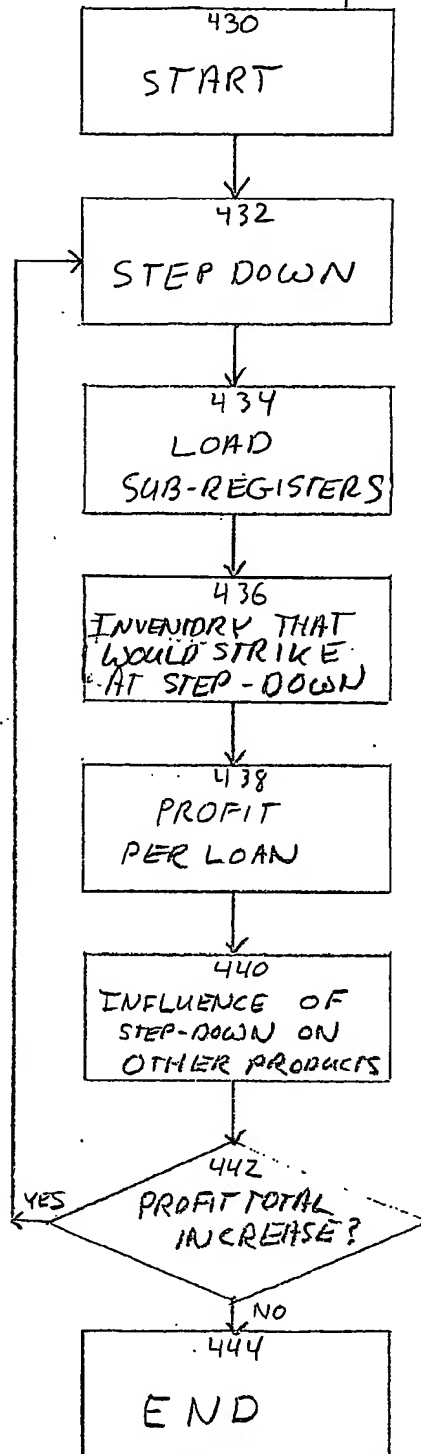 430
START
432
STEP DOWN
434
LOAD
SUB-REGISTERS
436
INVENTORY THAT
WOULD STRIKE
AT STEP-DOWN
438
PROFIT
PER LOAN
440
INFLUENCE OF
STEP-DOWN ON
OTHER PRODUCTS
442
YES
PROFIT TOTAL
INCREASE?
NO
444
END